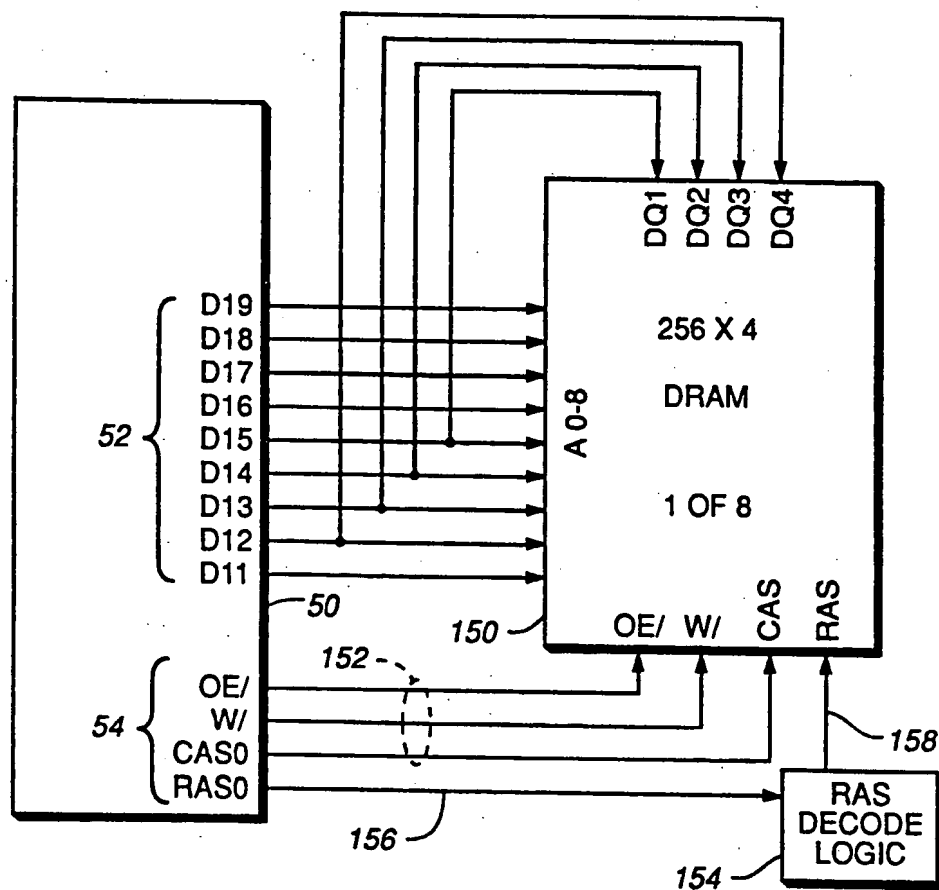 DQ1
DQ2
DQ3
DQ4
D19
D18
D17
D16
D15
D14
D13
D12
D11
52
A 0-8
256 X 4
DRAM
1 OF 8
50
150
OE/
W/
CAS
RAS
152
54
OE/
W/
CAS0
RAS0
156
158
RAS
DECODE
LOGIC
154